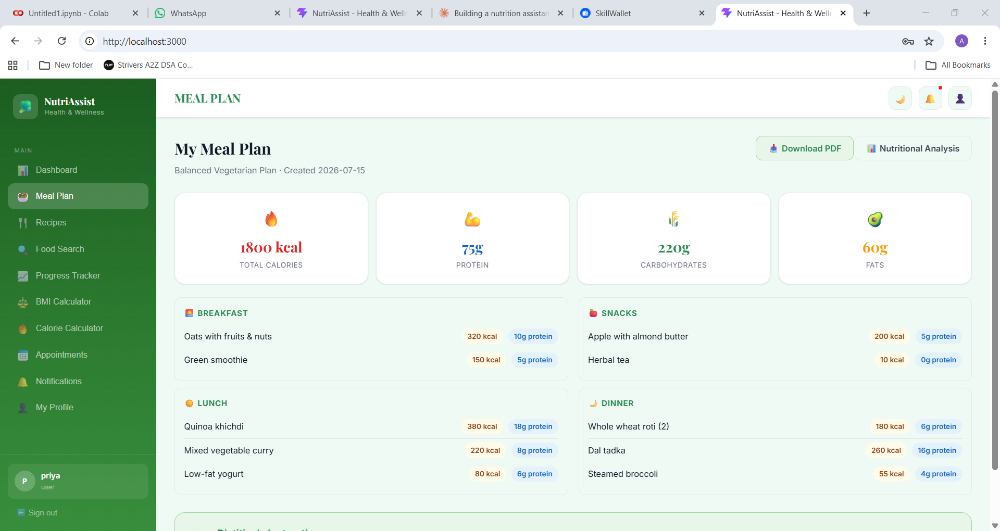 Untitled1.ipynb - Colab
WhatsApp
NutriAssist - Health & Welln
Building a nutrition assistan
SkillWallet
NutriAssist - Health & Welln
http://localhost:3000
A
New folder
TUF
Strivers A2Z DSA Co...
All Bookmarks
NutriAssist
Health & Wellness
MAIN
Dashboard
Meal Plan
Recipes
Food Search
Progress Tracker
BMI Calculator
Calorie Calculator
Appointments
Notifications
My Profile
P
priya
user
Sign out
MEAL PLAN
My Meal Plan
Balanced Vegetarian Plan · Created 2026-07-15
Download PDF
Nutritional Analysis
1800 kcal
TOTAL CALORIES
75g
PROTEIN
220g
CARBOHYDRATES
60g
FATS
BREAKFAST
Oats with fruits & nuts 320 kcal 10g protein
Green smoothie 150 kcal 5g protein
SNACKS
Apple with almond butter 200 kcal 5g protein
Herbal tea 10 kcal 0g protein
LUNCH
Quinoa khichdi 380 kcal 18g protein
Mixed vegetable curry 220 kcal 8g protein
Low-fat yogurt 80 kcal 6g protein
DINNER
Whole wheat roti (2) 180 kcal 6g protein
Dal tadka 260 kcal 16g protein
Steamed broccoli 55 kcal 4g protein